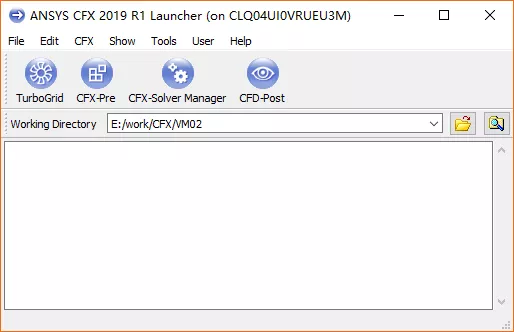 ANSYS CFX 2019 R1 Launcher (on CLQ04UI0VRUEU3M)
File Edit CFX Show Tools User Help
TurboGrid CFX-Pre CFX-Solver Manager CFD-Post
Working Directory E:/work/CFX/VM02